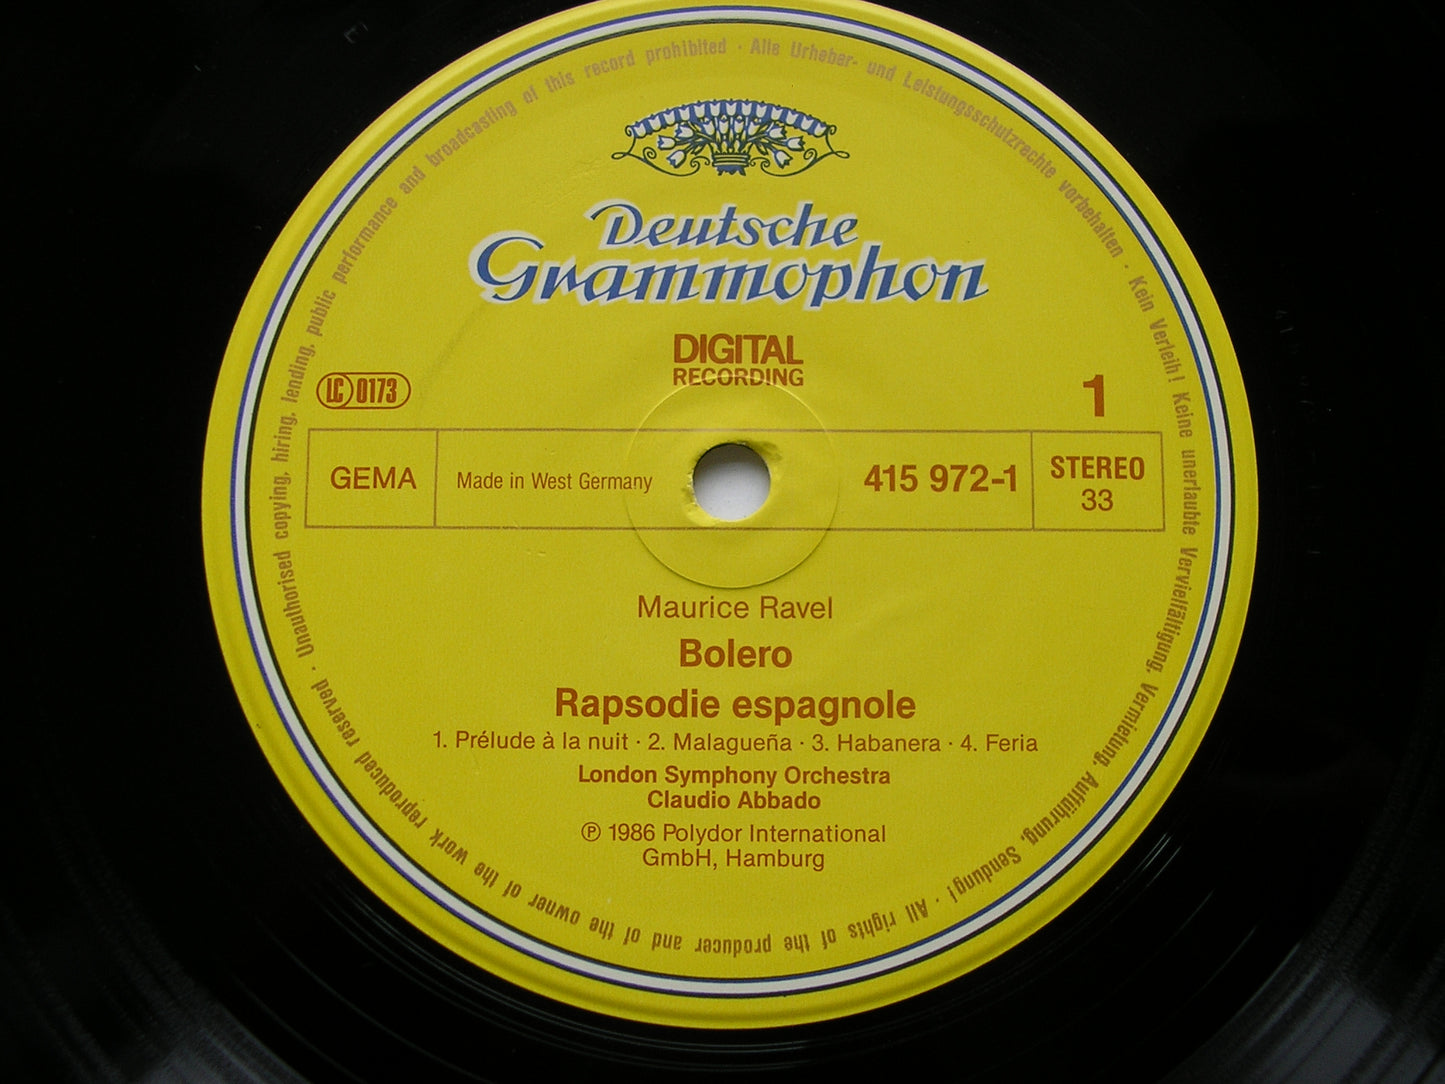 Deutsche
Grammophon
DIGITAL
RECORDING
LC 0173
1
GEMA
Made in West Germany
415 972-1
STEREO
33
Maurice Ravel
Bolero
Rapsodie espagnole
1. Prélude à la nuit · 2. Malagueña · 3. Habanera · 4. Feria
London Symphony Orchestra
Claudio Abbado
℗ 1986 Polydor International
GmbH, Hamburg
Alle Urheber- und Leistungsschutzrechte vorbehalten · Kein Verleih! Keine unerlaubte Vervielfältigung, Vermietung, Aufführung, Sendung! · All rights of the producer and of the owner of the work reproduced reserved · Unauthorised copying, hiring, lending, public performance and broadcasting of this record prohibited ·